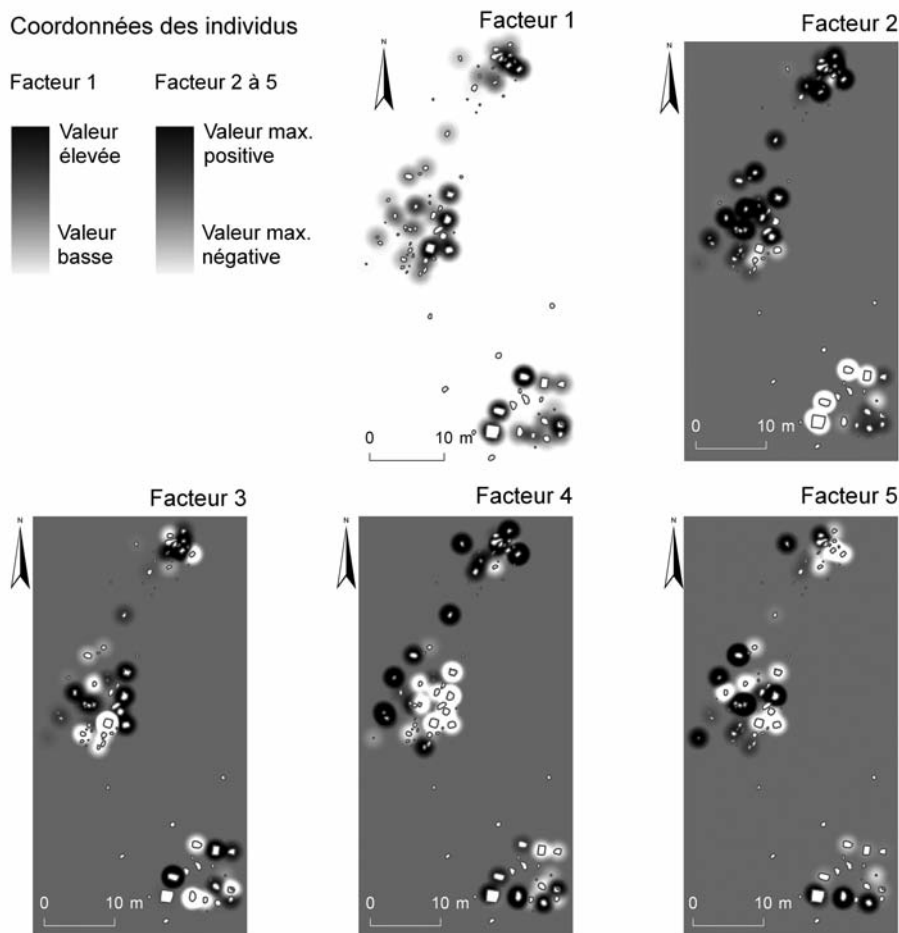 Coordonnées des individus
Facteur 1
Facteur 2 à 5
Valeur élevée
Valeur basse
Valeur max. positive
Valeur max. négative
Facteur 1
N
0 10 m
Facteur 2
N
0 10 m
Facteur 3
N
0 10 m
Facteur 4
N
0 10 m
Facteur 5
N
0 10 m